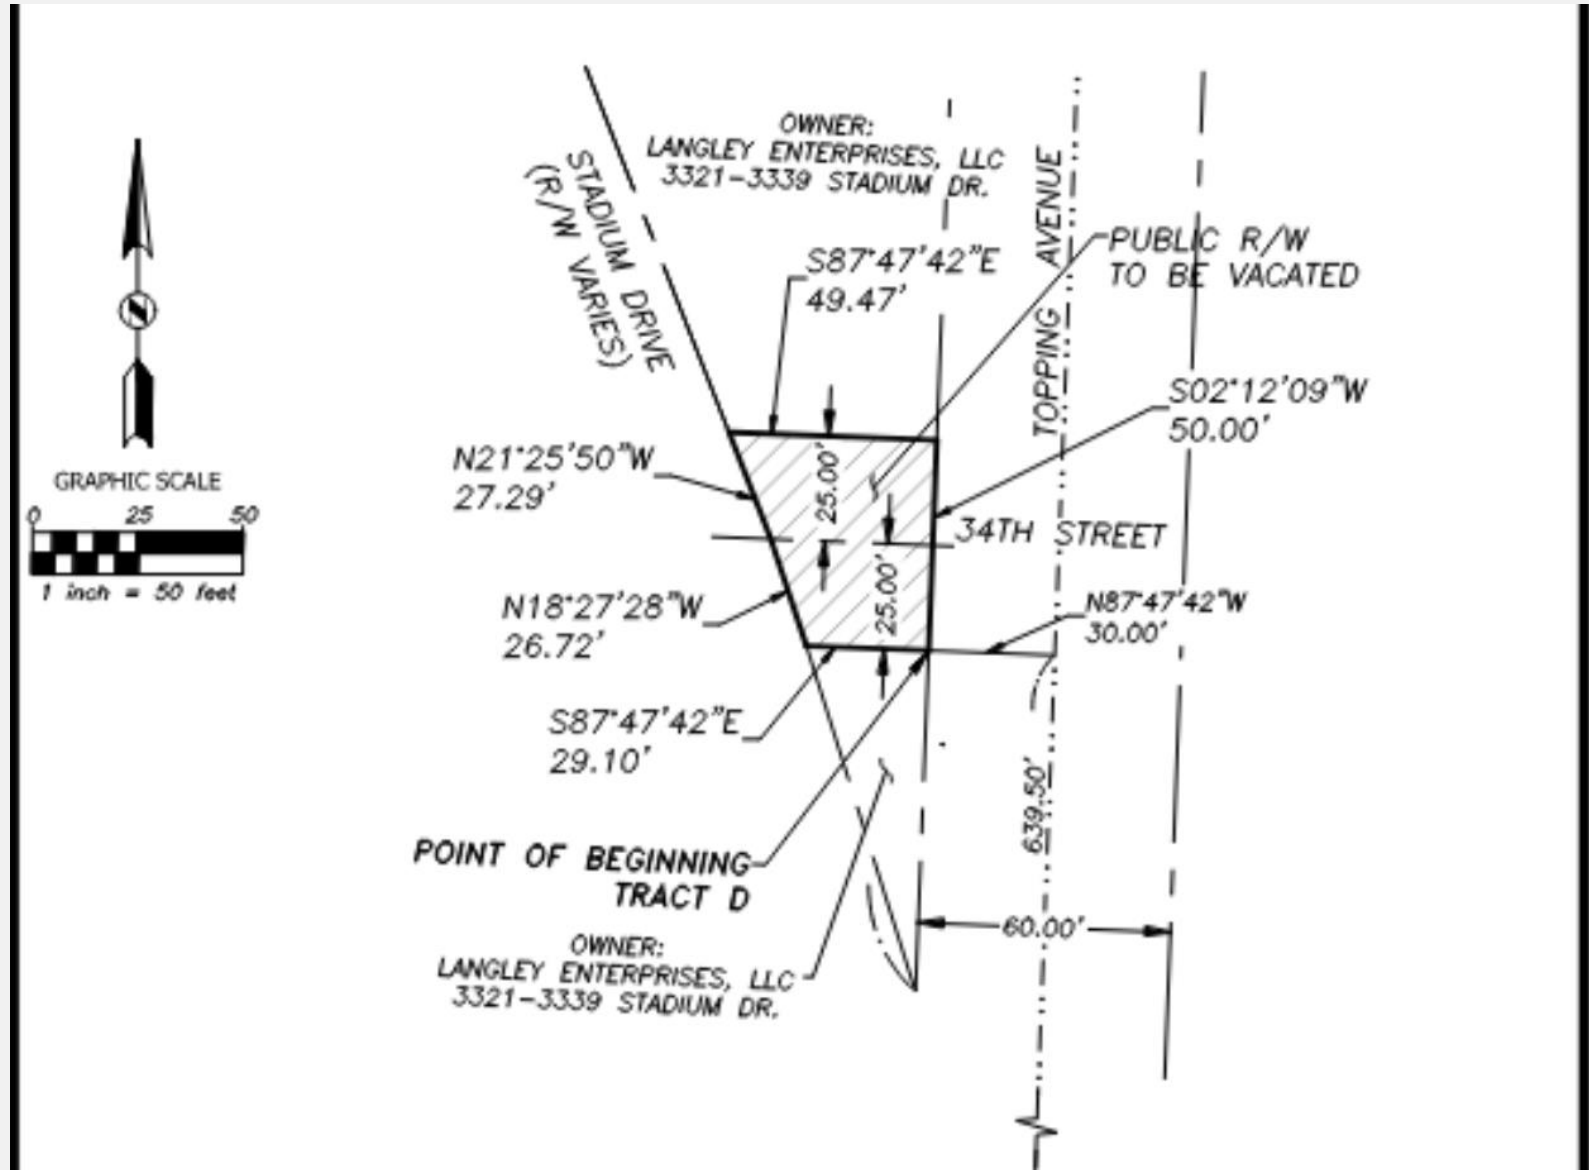 OWNER:
LANGLEY ENTERPRISES, LLC
3321-3339 STADIUM DR.
STADIUM DRIVE
(R/W VARIES)
TOPPING AVENUE
PUBLIC R/W
TO BE VACATED
S87°47'42"E
49.47'
S02°12'09"W
50.00'
N21°25'50"W
27.29'
25.00'
GRAPHIC SCALE
0 25 50
1 inch = 50 feet
34TH STREET
25.00'
N18°27'28"W
26.72'
N87°47'42"W
30.00'
S87°47'42"E
29.10'
639.50'
POINT OF BEGINNING
TRACT D
60.00'
OWNER:
LANGLEY ENTERPRISES, LLC
3321-3339 STADIUM DR.